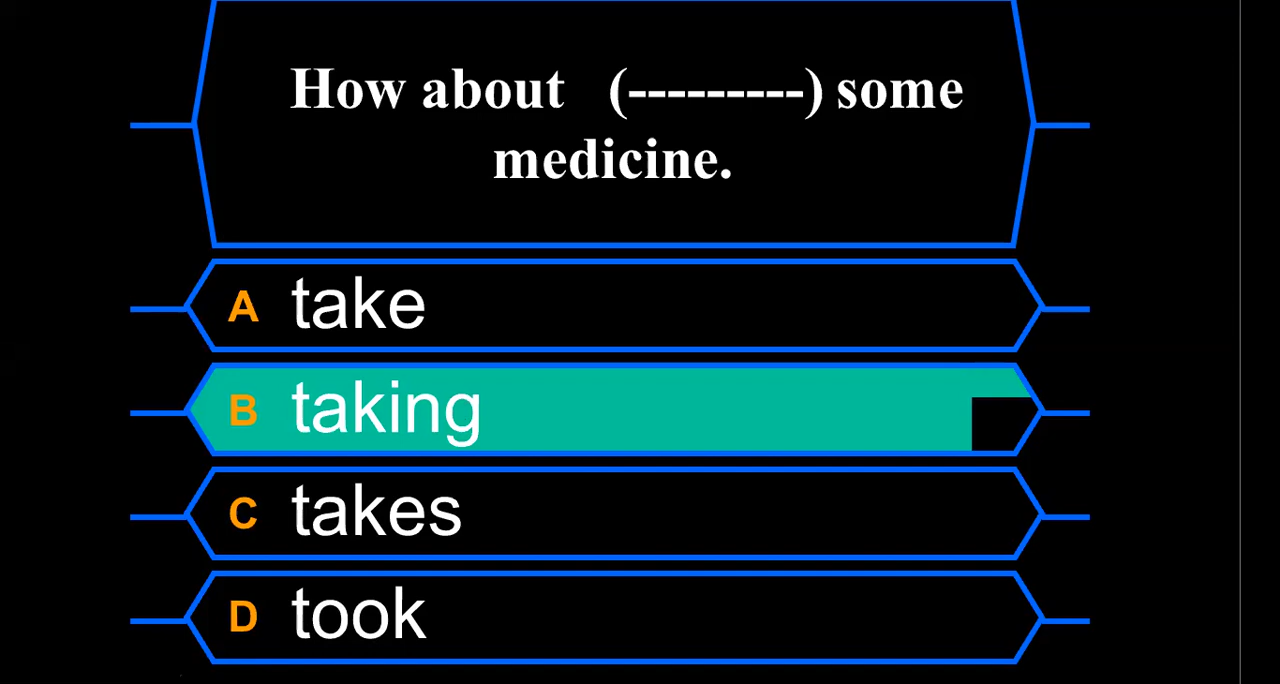 How about (---------) some
medicine.
A take
B taking
C takes
D took